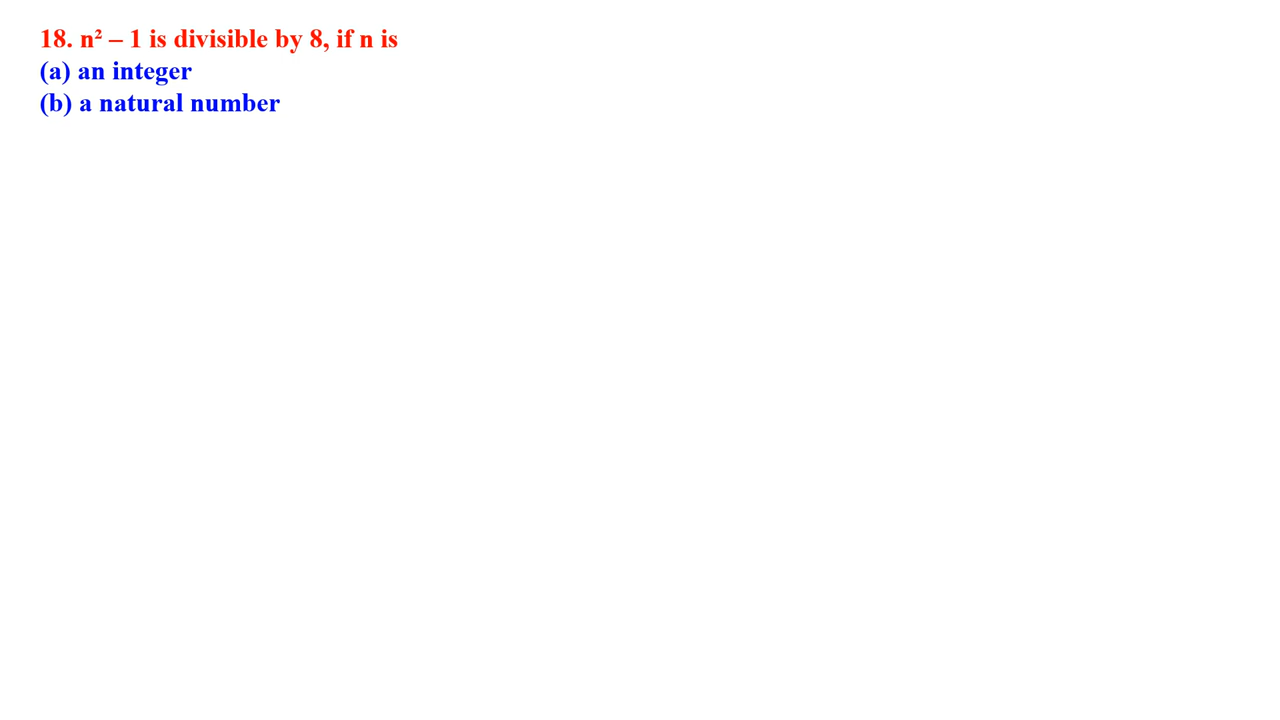 18. n² – 1 is divisible by 8, if n is
(a) an integer
(b) a natural number